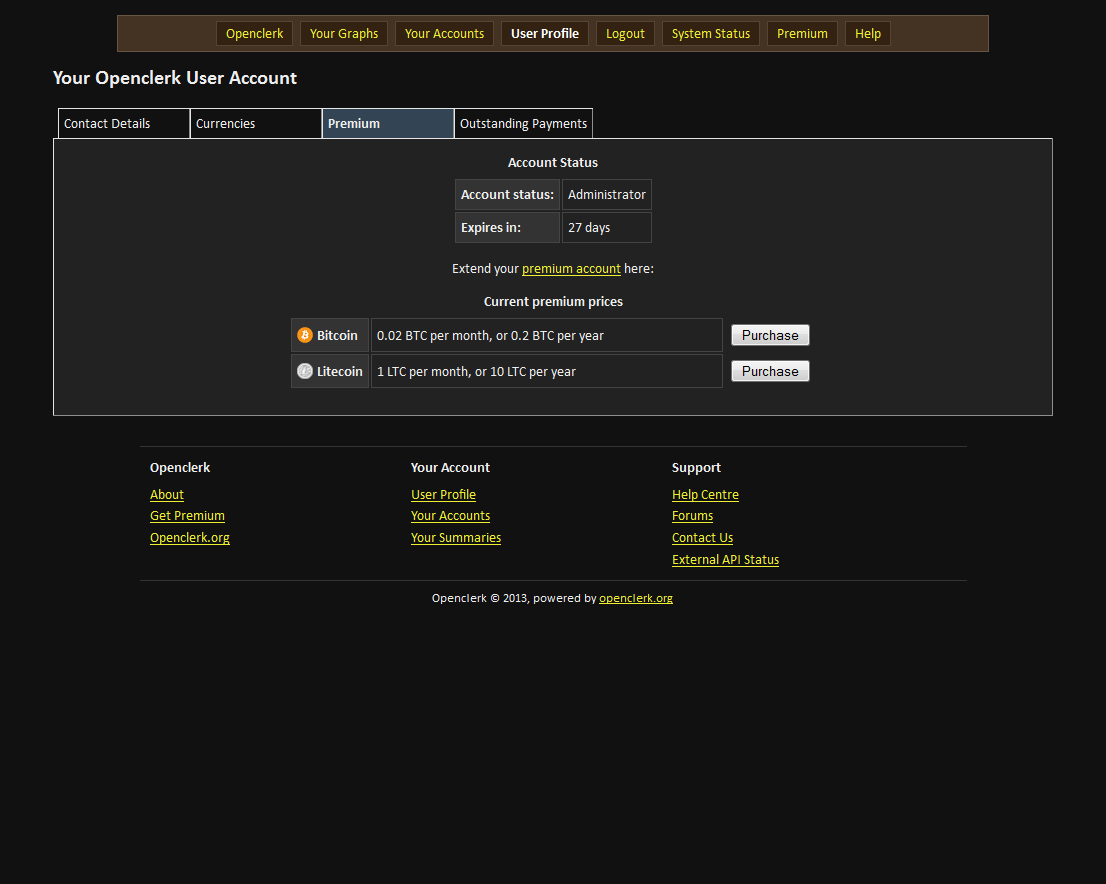 Openclerk Your Graphs Your Accounts User Profile Logout System Status Premium Help
Your Openclerk User Account
Contact Details Currencies Premium Outstanding Payments
Account Status
Account status: Administrator
Expires in: 27 days
Extend your premium account here:
Current premium prices
Bitcoin 0.02 BTC per month, or 0.2 BTC per year Purchase
Litecoin 1 LTC per month, or 10 LTC per year Purchase
Openclerk Your Account Support
About User Profile Help Centre
Get Premium Your Accounts Forums
Openclerk.org Your Summaries Contact Us
External API Status
Openclerk © 2013, powered by openclerk.org